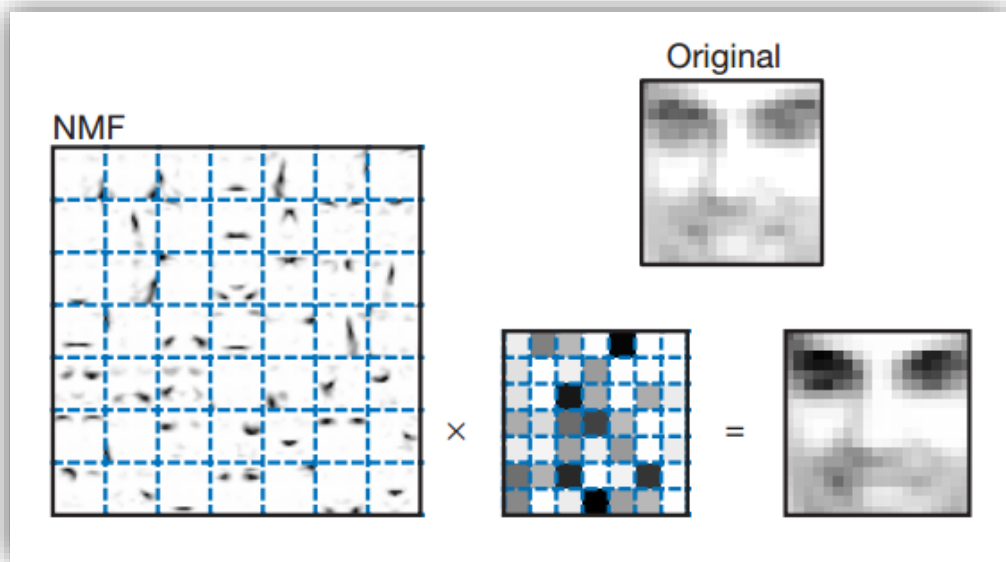 Original
NMF
×
=